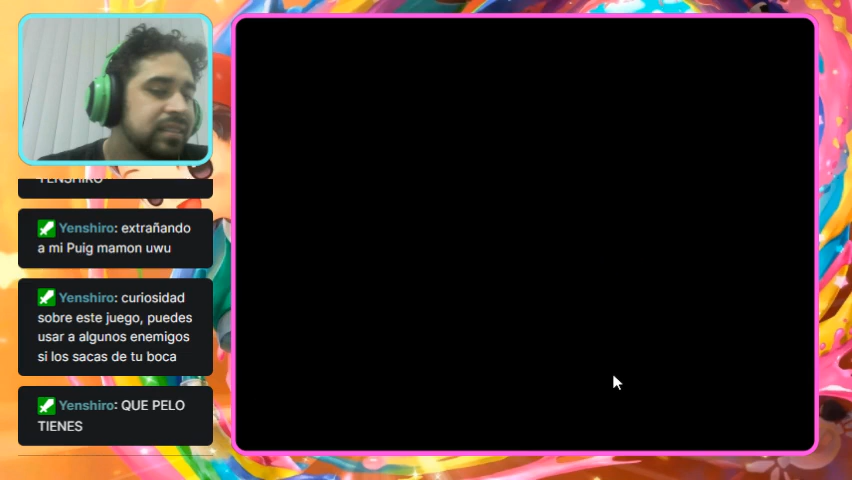 YENSHIRO
Yenshiro: extrañando
a mi Puig mamon uwu
Yenshiro: curiosidad
sobre este juego, puedes
usar a algunos enemigos
si los sacas de tu boca
Yenshiro: QUE PELO
TIENES